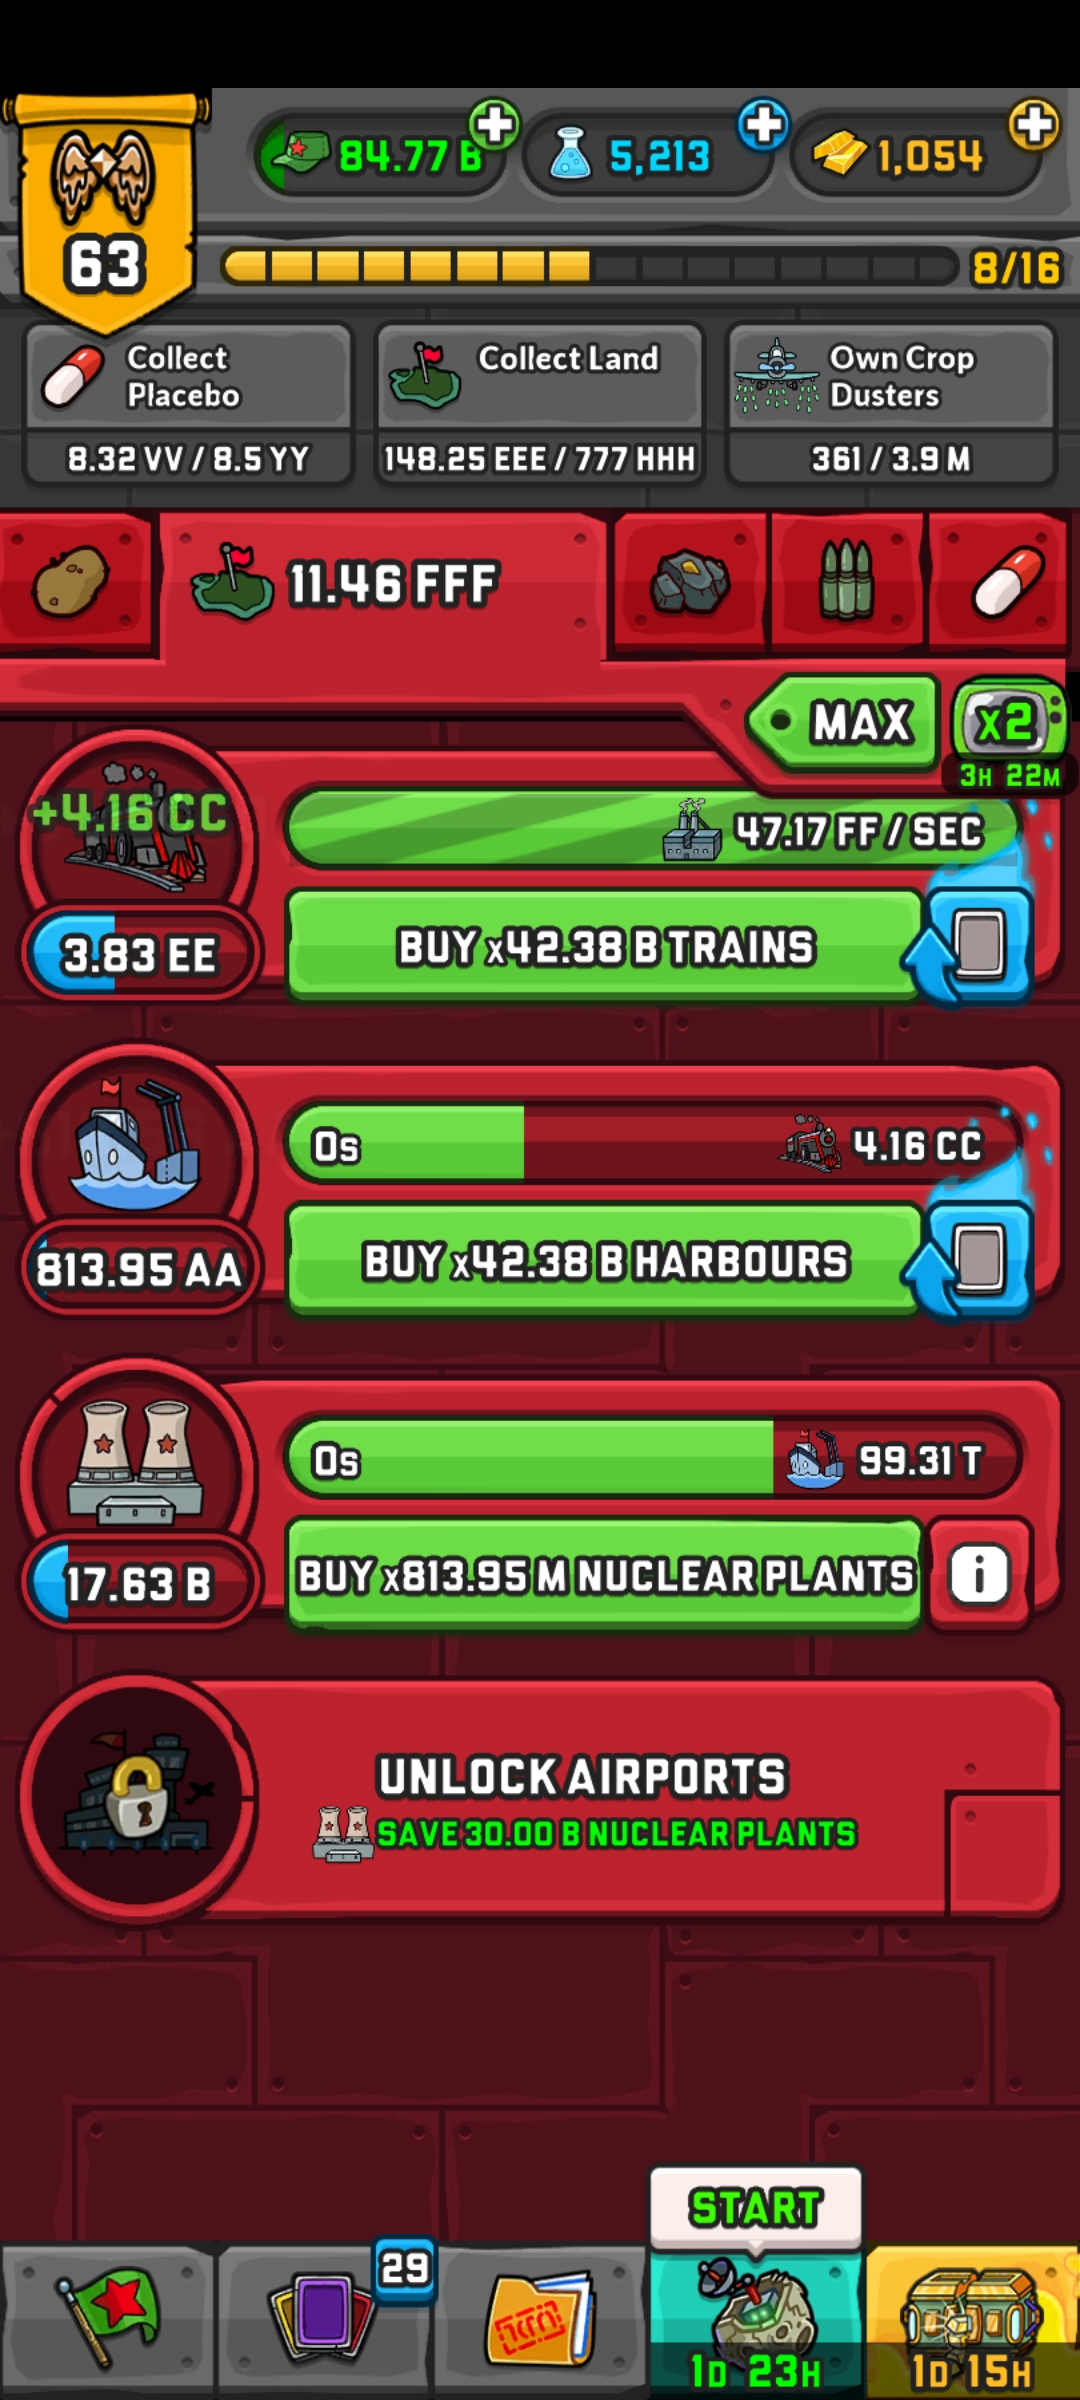 84.77 B
5,213
1,054
63
8/16
Collect
Placebo
8.32 VV / 8.5 YY
Collect Land
148.25 EEE / 777 HHH
Own Crop
Dusters
361 / 3.9 M
11.46 FFF
MAX
x2
3H 22M
+4.16 CC
47.17 FF / SEC
3.83 EE
BUY x42.38 B TRAINS
0s
4.16 CC
813.95 AA
BUY x42.38 B HARBOURS
0s
99.31 T
17.63 B
BUY x813.95 M NUCLEAR PLANTS
i
UNLOCK AIRPORTS
SAVE 30.00 B NUCLEAR PLANTS
START
29
1D 23H
1D 15H